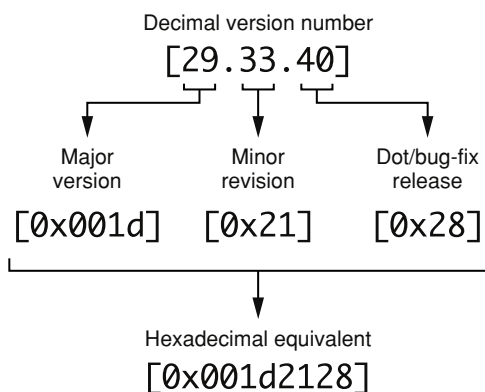 Decimal version number
[29.33.40]
Major version
Minor revision
Dot/bug-fix release
[0x001d] [0x21] [0x28]
Hexadecimal equivalent
[0x001d2128]